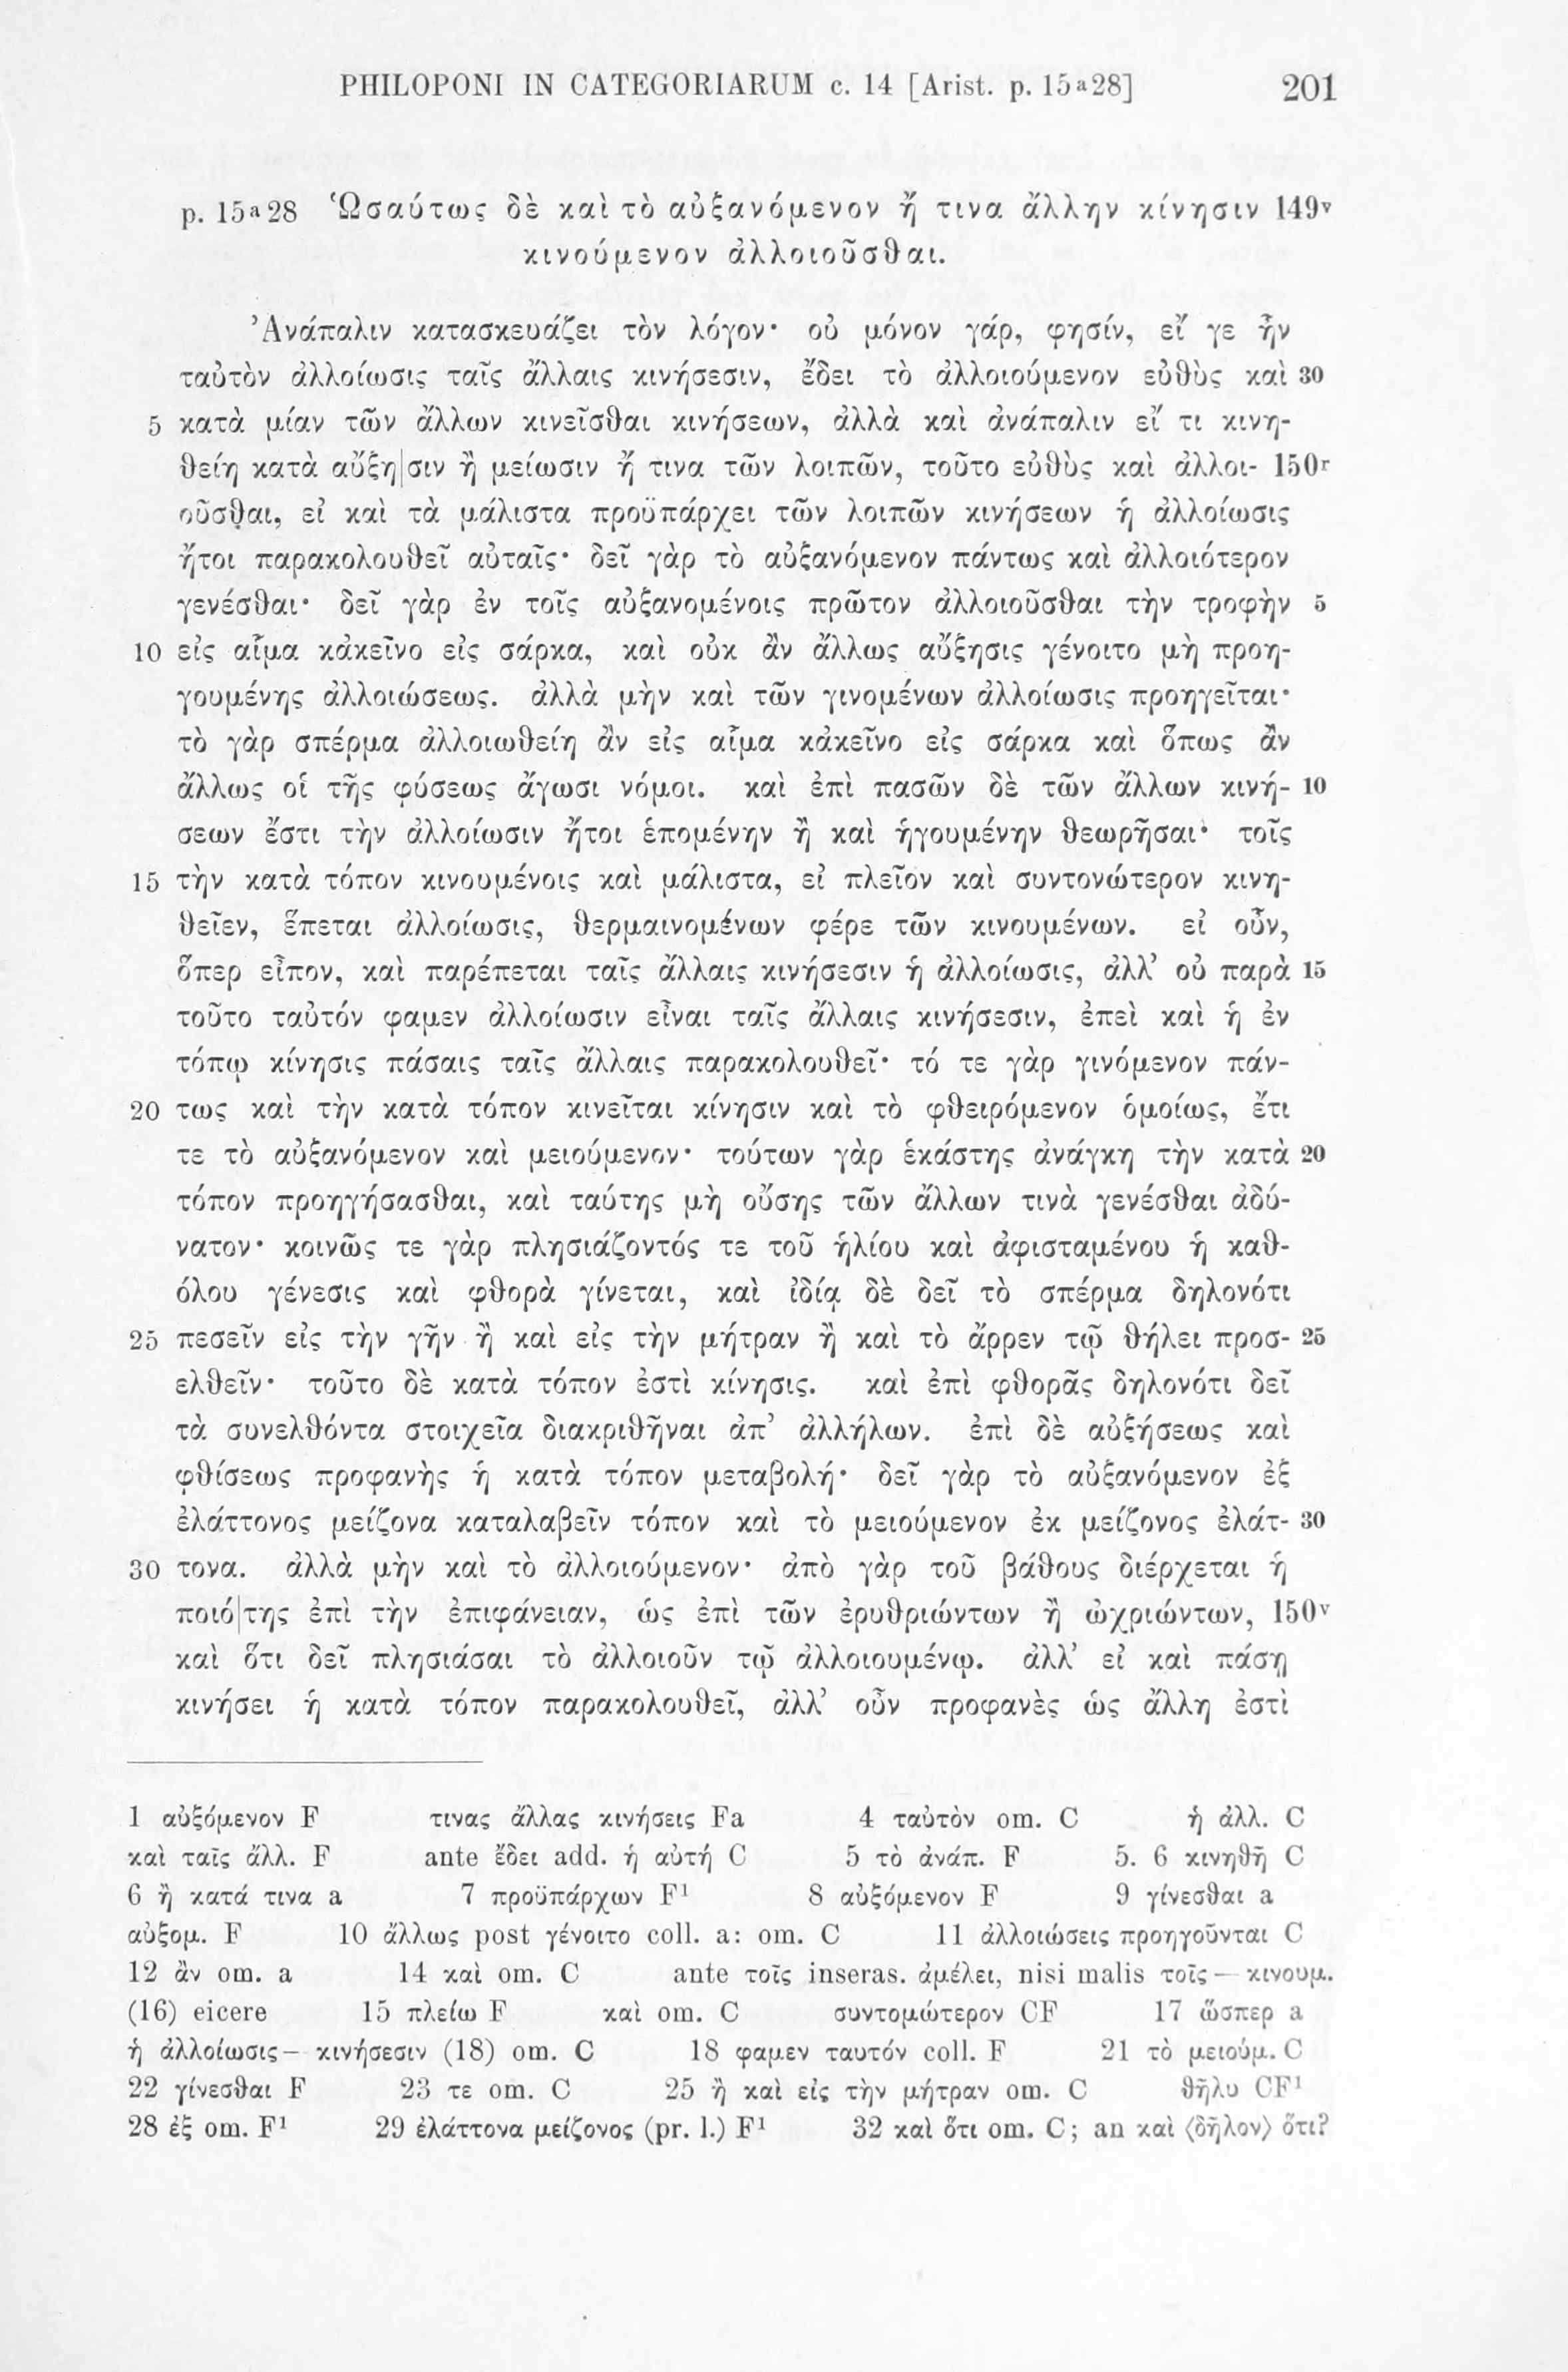 PHILOPONI IN CATEGORIARUM c. 14 [Arist. p. 15ª28] 201
p. 15ª28 Ὡσαύτως δὲ καὶ τὸ αὐξανόμενον ἤ τινα ἄλλην κίνησιν 149ᵛ
κινούμενον ἀλλοιοῦσθαι.
Ἀνάπαλιν κατασκευάζει τὸν λόγον· οὐ μόνον γάρ, φησίν, εἴ γε ἦν
ταὐτὸν ἀλλοίωσις ταῖς ἄλλαις κινήσεσιν, ἔδει τὸ ἀλλοιούμενον εὐθὺς καὶ 30
5 κατὰ μίαν τῶν ἄλλων κινεῖσθαι κινήσεων, ἀλλὰ καὶ ἀνάπαλιν εἴ τι κινη-
θείη κατὰ αὔξη|σιν ἢ μείωσιν ἤ τινα τῶν λοιπῶν, τοῦτο εὐθὺς καὶ ἀλλοι- 150ʳ
οῦσθαι, εἰ καὶ τὰ μάλιστα προϋπάρχει τῶν λοιπῶν κινήσεων ἡ ἀλλοίωσις
ἤτοι παρακολουθεῖ αὐταῖς· δεῖ γὰρ τὸ αὐξανόμενον πάντως καὶ ἀλλοιότερον
γενέσθαι· δεῖ γὰρ ἐν τοῖς αὐξανομένοις πρῶτον ἀλλοιοῦσθαι τὴν τροφὴν 5
10 εἰς αἷμα κἀκεῖνο εἰς σάρκα, καὶ οὐκ ἂν ἄλλως αὔξησις γένοιτο μὴ προη-
γουμένης ἀλλοιώσεως. ἀλλὰ μὴν καὶ τῶν γινομένων ἀλλοίωσις προηγεῖται·
τὸ γὰρ σπέρμα ἀλλοιωθείη ἂν εἰς αἷμα κἀκεῖνο εἰς σάρκα καὶ ὅπως ἂν
ἄλλως οἱ τῆς φύσεως ἄγωσι νόμοι. καὶ ἐπὶ πασῶν δὲ τῶν ἄλλων κινή- 10
σεων ἔστι τὴν ἀλλοίωσιν ἤτοι ἑπομένην ἢ καὶ ἡγουμένην θεωρῆσαι· τοῖς
15 τὴν κατὰ τόπον κινουμένοις καὶ μάλιστα, εἰ πλεῖον καὶ συντονώτερον κινη-
θεῖεν, ἕπεται ἀλλοίωσις, θερμαινομένων φέρε τῶν κινουμένων. εἰ οὖν,
ὅπερ εἶπον, καὶ παρέπεται ταῖς ἄλλαις κινήσεσιν ἡ ἀλλοίωσις, ἀλλ’ οὐ παρὰ 15
τοῦτο ταὐτόν φαμεν ἀλλοίωσιν εἶναι ταῖς ἄλλαις κινήσεσιν, ἐπεὶ καὶ ἡ ἐν
τόπῳ κίνησις πάσαις ταῖς ἄλλαις παρακολουθεῖ· τό τε γὰρ γινόμενον πάν-
20 τως καὶ τὴν κατὰ τόπον κινεῖται κίνησιν καὶ τὸ φθειρόμενον ὁμοίως, ἔτι
τε τὸ αὐξανόμενον καὶ μειούμενον· τούτων γὰρ ἑκάστης ἀνάγκη τὴν κατὰ 20
τόπον προηγήσασθαι, καὶ ταύτης μὴ οὔσης τῶν ἄλλων τινὰ γενέσθαι ἀδύ-
νατον· κοινῶς τε γὰρ πλησιάζοντός τε τοῦ ἡλίου καὶ ἀφισταμένου ἡ καθ-
όλου γένεσις καὶ φθορὰ γίνεται, καὶ ἰδίᾳ δὲ δεῖ τὸ σπέρμα δηλονότι
25 πεσεῖν εἰς τὴν γῆν ἢ καὶ εἰς τὴν μήτραν ἢ καὶ τὸ ἄρρεν τῷ θήλει προσ- 25
ελθεῖν· τοῦτο δὲ κατὰ τόπον ἐστὶ κίνησις. καὶ ἐπὶ φθορᾶς δηλονότι δεῖ
τὰ συνελθόντα στοιχεῖα διακριθῆναι ἀπ’ ἀλλήλων. ἐπὶ δὲ αὐξήσεως καὶ
φθίσεως προφανὴς ἡ κατὰ τόπον μεταβολή· δεῖ γὰρ τὸ αὐξανόμενον ἐξ
ἐλάττονος μείζονα καταλαβεῖν τόπον καὶ τὸ μειούμενον ἐκ μείζονος ἐλάτ- 30
30 τονα. ἀλλὰ μὴν καὶ τὸ ἀλλοιούμενον· ἀπὸ γὰρ τοῦ βάθους διέρχεται ἡ
ποιό|της ἐπὶ τὴν ἐπιφάνειαν, ὡς ἐπὶ τῶν ἐρυθριώντων ἢ ὠχριώντων, 150ᵛ
καὶ ὅτι δεῖ πλησιάσαι τὸ ἀλλοιοῦν τῷ ἀλλοιουμένῳ. ἀλλ’ εἰ καὶ πάσῃ
κινήσει ἡ κατὰ τόπον παρακολουθεῖ, ἀλλ’ οὖν προφανὲς ὡς ἄλλη ἐστὶ
1 αὐξόμενον F τινας ἄλλας κινήσεις Fa 4 ταὐτὸν om. C ἡ ἀλλ. C
καὶ ταῖς ἄλλ. F ante ἔδει add. ἡ αὐτή C 5 τὸ ἀνάπ. F 5. 6 κινηθῆ C
6 ἢ κατά τινα a 7 προϋπάρχων F¹ 8 αὐξόμενον F 9 γίνεσθαι a
αὐξομ. F 10 ἄλλως post γένοιτο coll. a: om. C 11 ἀλλοιώσεις προηγοῦνται C
12 ἂν om. a 14 καὶ om. C ante τοῖς inseras. ἀμέλει, nisi malis τοῖς — κινουμ.
(16) eicere 15 πλείω F καὶ om. C συντομώτερον CF 17 ὥσπερ a
ἡ ἀλλοίωσις — κινήσεσιν (18) om. C 18 φαμεν ταυτόν coll. F 21 τὸ μειούμ. C
22 γίνεσθαι F 23 τε om. C 25 ἢ καὶ εἰς τὴν μήτραν om. C θῆλυ CF¹
28 ἐξ om. F¹ 29 ἐλάττονα μείζονος (pr. l.) F¹ 32 καὶ ὅτι om. C; an καὶ ⟨δῆλον⟩ ὅτι?